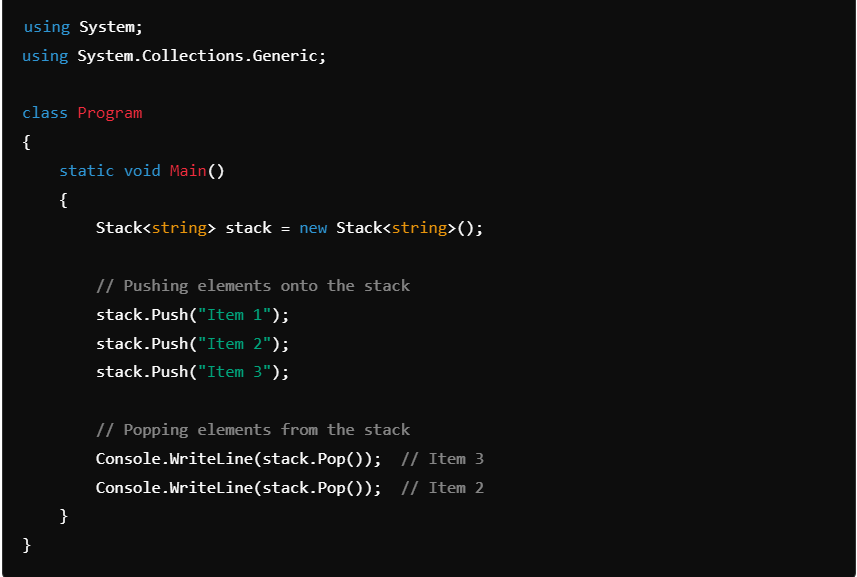 using System;
using System.Collections.Generic;

class Program
{
    static void Main()
    {
        Stack<string> stack = new Stack<string>();

        // Pushing elements onto the stack
        stack.Push("Item 1");
        stack.Push("Item 2");
        stack.Push("Item 3");

        // Popping elements from the stack
        Console.WriteLine(stack.Pop());  // Item 3
        Console.WriteLine(stack.Pop());  // Item 2
    }
}